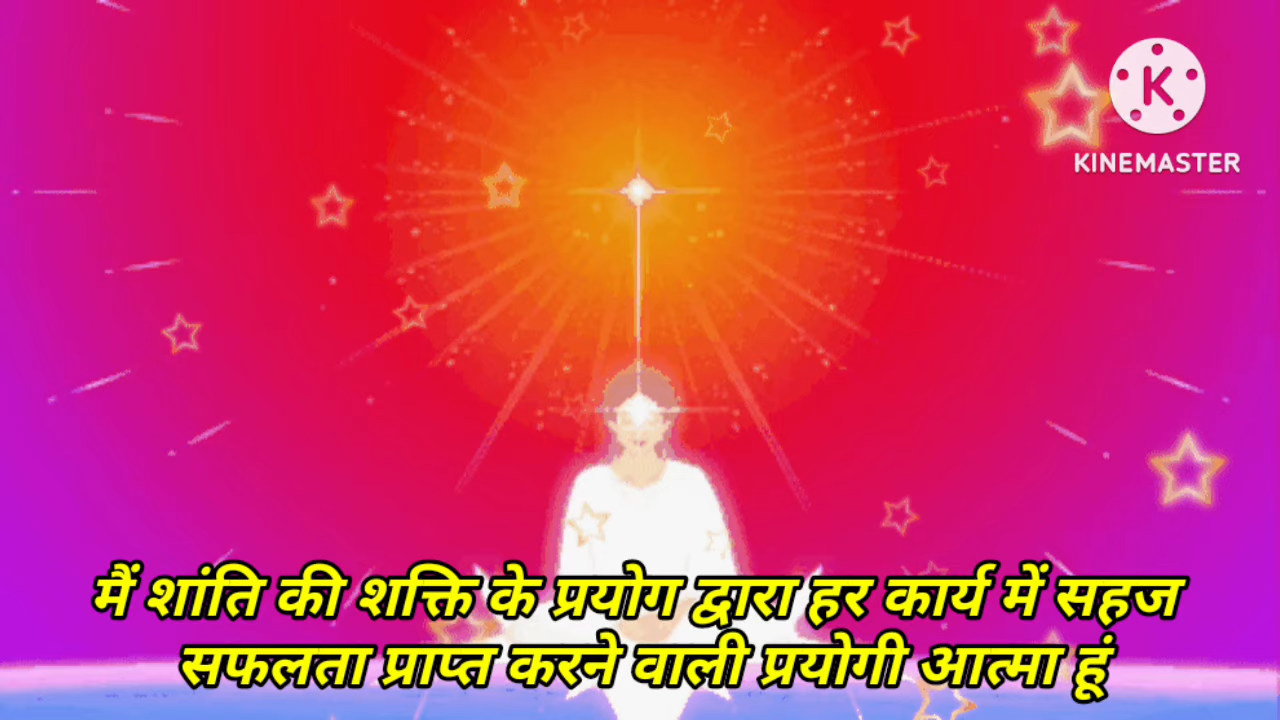 K
KINEMASTER
मैं शांति की शक्ति के प्रयोग द्वारा हर कार्य में सहज
सफलता प्राप्त करने वाली प्रयोगी आत्मा हूं